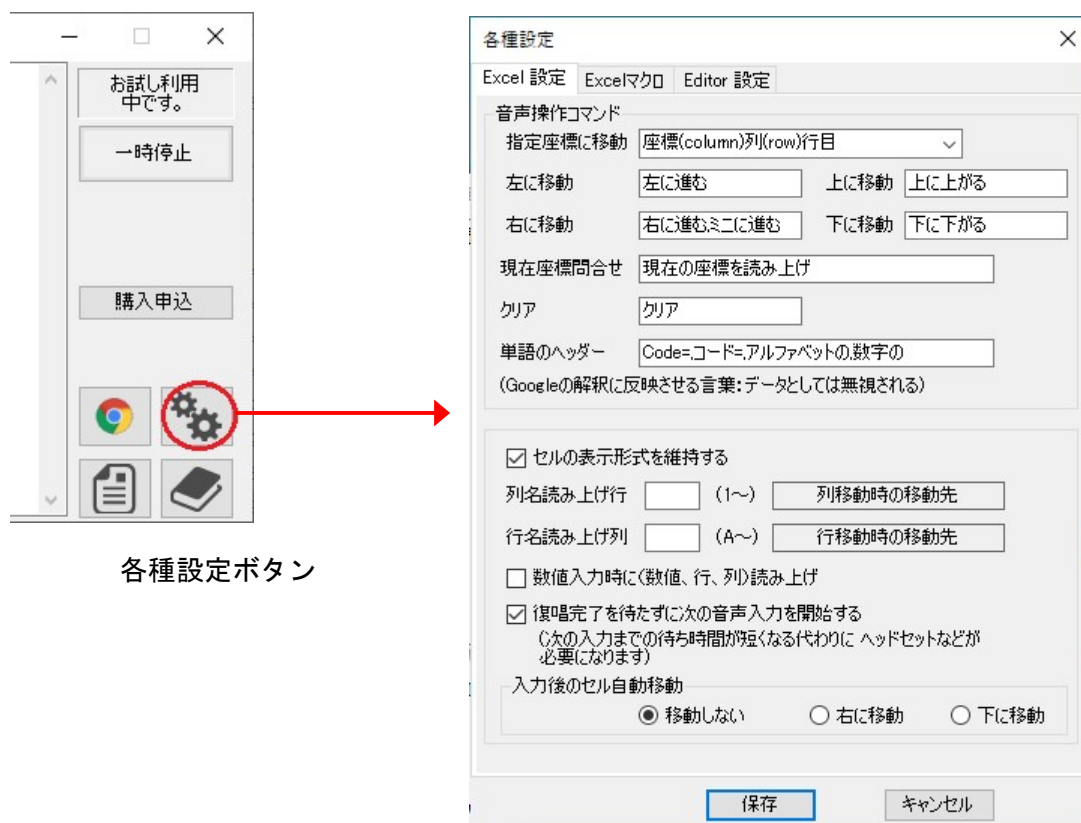 お試し利用
中です。
一時停止
購入申込
各種設定ボタン
各種設定
Excel 設定 Excelマクロ Editor 設定
音声操作コマンド
指定座標に移動 座標(column)列(row)行目
左に移動 左に進む 上に移動 上に上がる
右に移動 右に進む,ミニに進む 下に移動 下に下がる
現在座標問合せ 現在の座標を読み上げ
クリア クリア
単語のヘッダー Code=,コード=,アルファベットの,数字の
(Googleの解釈に反映させる言葉：データとしては無視される)
セルの表示形式を維持する
列名読み上げ行 (1～) 列移動時の移動先
行名読み上げ列 (A～) 行移動時の移動先
数値入力時に(数値、行、列)読み上げ
復唱完了を待たずに次の音声入力を開始する
(次の入力までの待ち時間が短くなる代わりに ヘッドセットなどが
必要になります)
入力後のセル自動移動
移動しない 右に移動 下に移動
保存 キャンセル